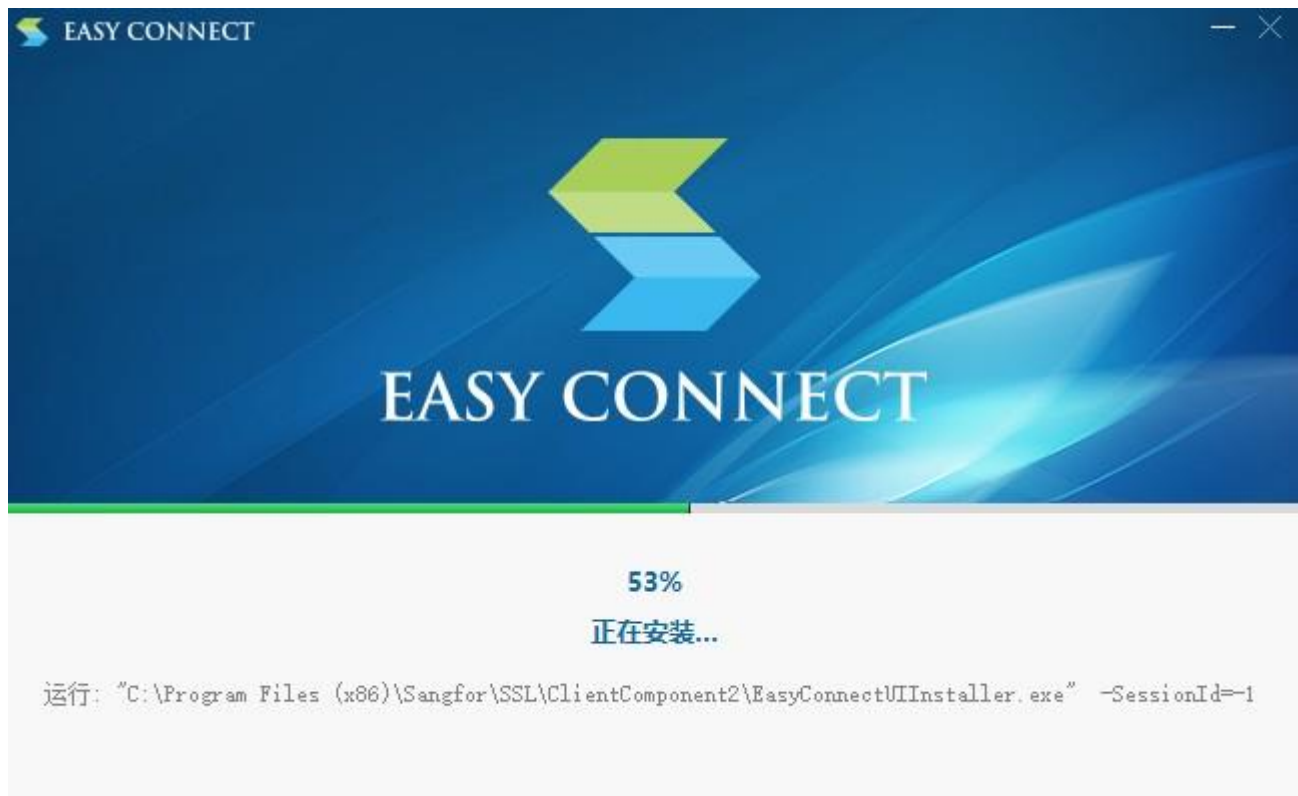 EASY CONNECT
EASY CONNECT
53%
正在安装...
运行: "C:\Program Files (x86)\Sangfor\SSL\ClientComponent2\EasyConnectUIInstaller.exe" -SessionId=-1